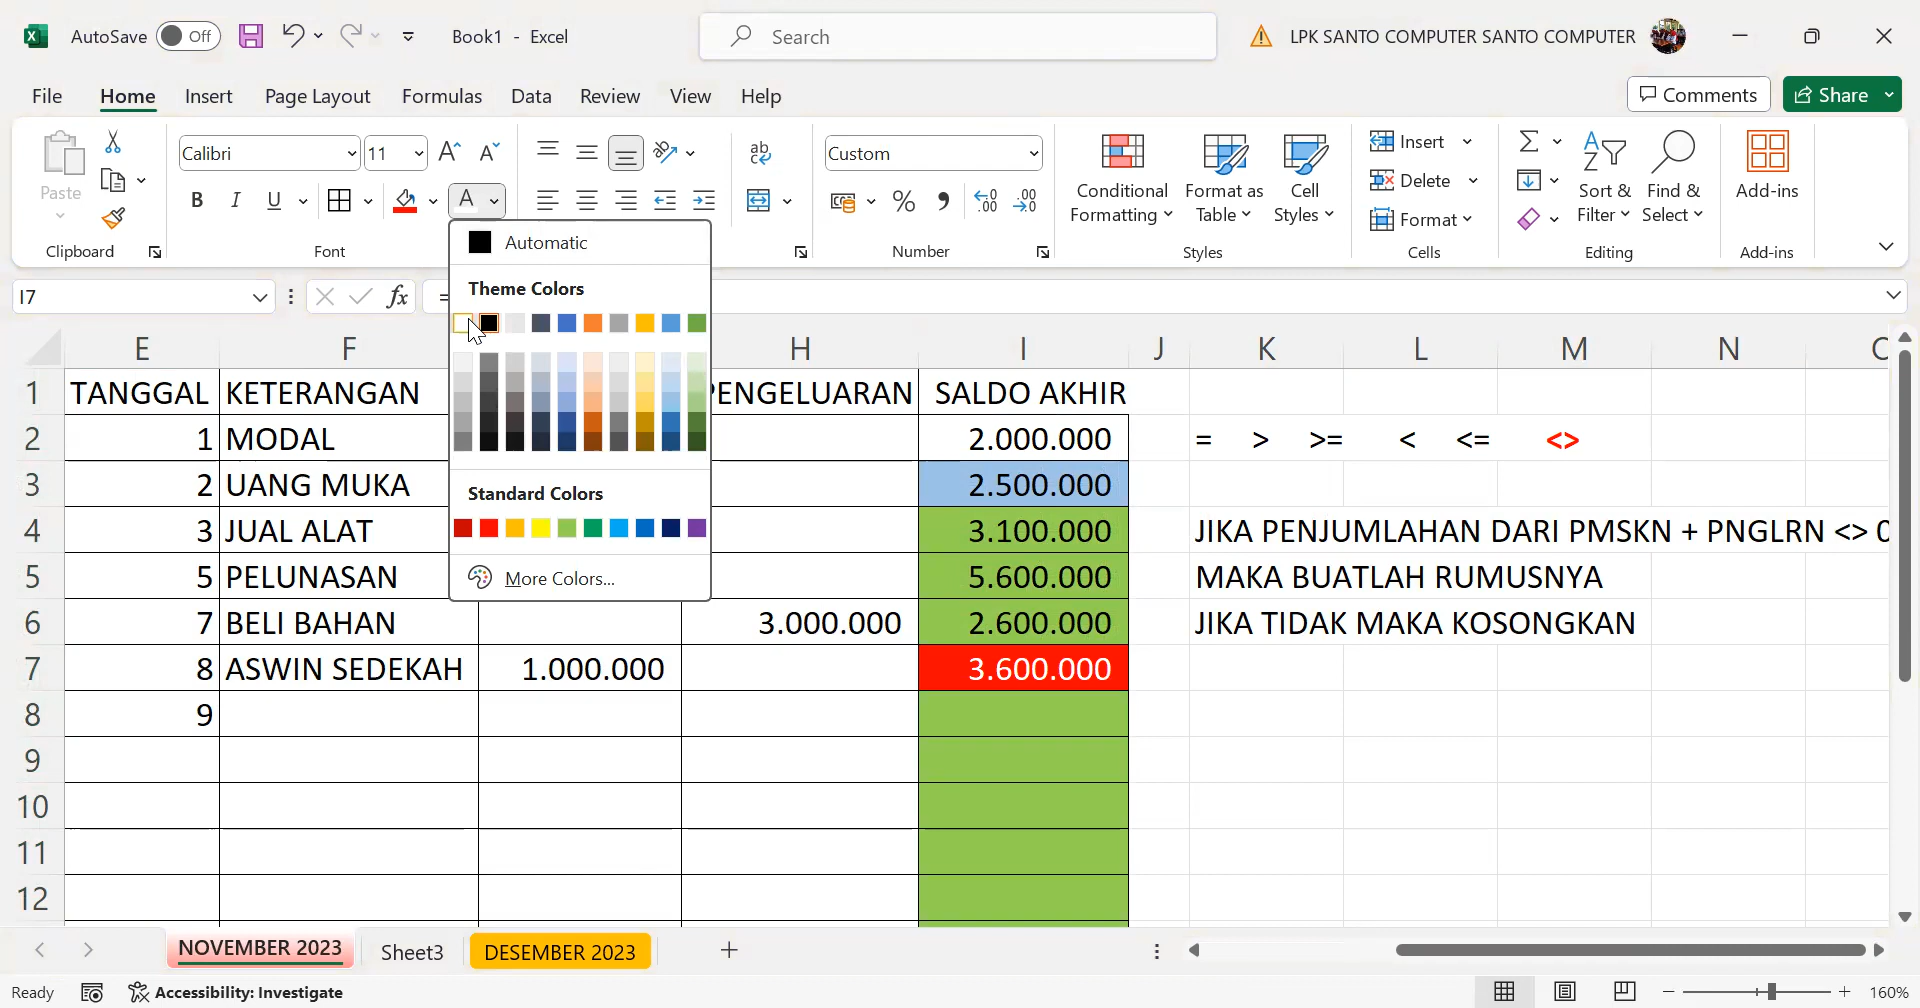 AutoSave Off Book1 - Excel Search LPK SANTO COMPUTER SANTO COMPUTER
File Home Insert Page Layout Formulas Data Review View Help Comments Share
Paste
Clipboard
Calibri 11
B I U A
Font
ab
Custom
% , .00
Number
Conditional Formatting
Format as Table
Cell Styles
Styles
Insert
Delete
Format
Cells
Sort & Filter
Find & Select
Editing
Add-ins
Add-ins
I7 fx =
Automatic
Theme Colors
Standard Colors
More Colors...
E F H I J K L M N
1 TANGGAL KETERANGAN PENGELUARAN SALDO AKHIR
2 1 MODAL 2.000.000 = > >= < <= <>
3 2 UANG MUKA 2.500.000
4 3 JUAL ALAT 3.100.000 JIKA PENJUMLAHAN DARI PMSKN + PNGLRN <> 0
5 5 PELUNASAN 5.600.000 MAKA BUATLAH RUMUSNYA
6 7 BELI BAHAN 3.000.000 2.600.000 JIKA TIDAK MAKA KOSONGKAN
7 8 ASWIN SEDEKAH 1.000.000 3.600.000
8 9
9
10
11
12
NOVEMBER 2023 Sheet3 DESEMBER 2023
Ready Accessibility: Investigate 160%